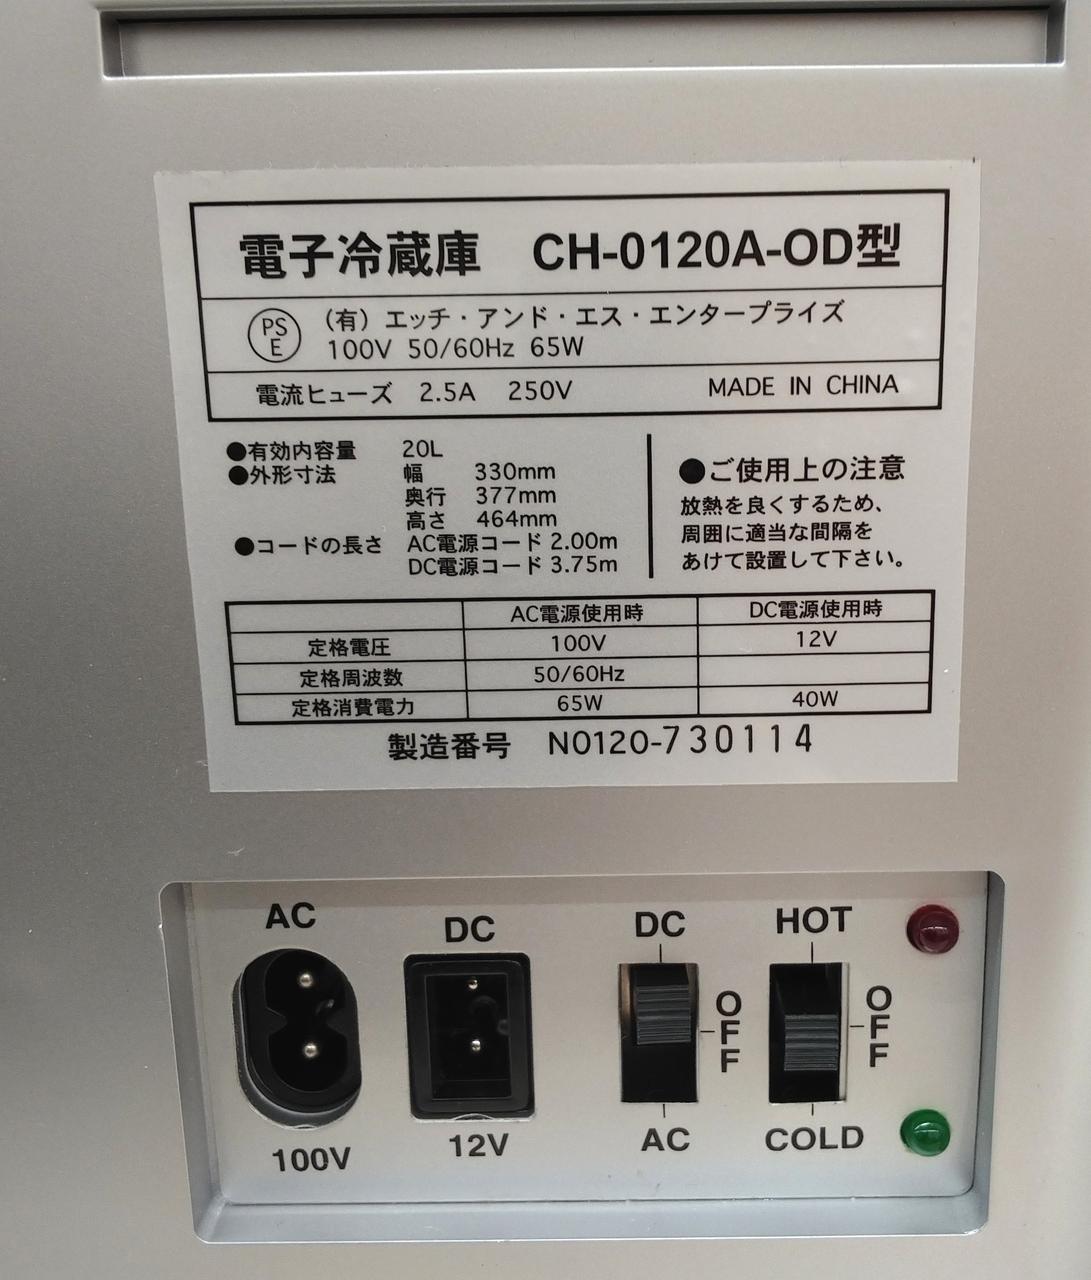 電子冷蔵庫 CH-0120A-OD型
PS E
(有) エッチ・アンド・エス・エンタープライズ
100V 50/60Hz 65W
電流ヒューズ 2.5A 250V MADE IN CHINA
●有効内容量 20L
●外形寸法 幅 330mm
奥行 377mm
高さ 464mm
●コードの長さ AC電源コード 2.00m
DC電源コード 3.75m
●ご使用上の注意
放熱を良くするため、
周囲に適当な間隔を
あけて設置して下さい。
AC電源使用時 DC電源使用時
定格電圧 100V 12V
定格周波数 50/60Hz
定格消費電力 65W 40W
製造番号 N0120-730114
AC DC DC HOT
OFF OFF
100V 12V AC COLD